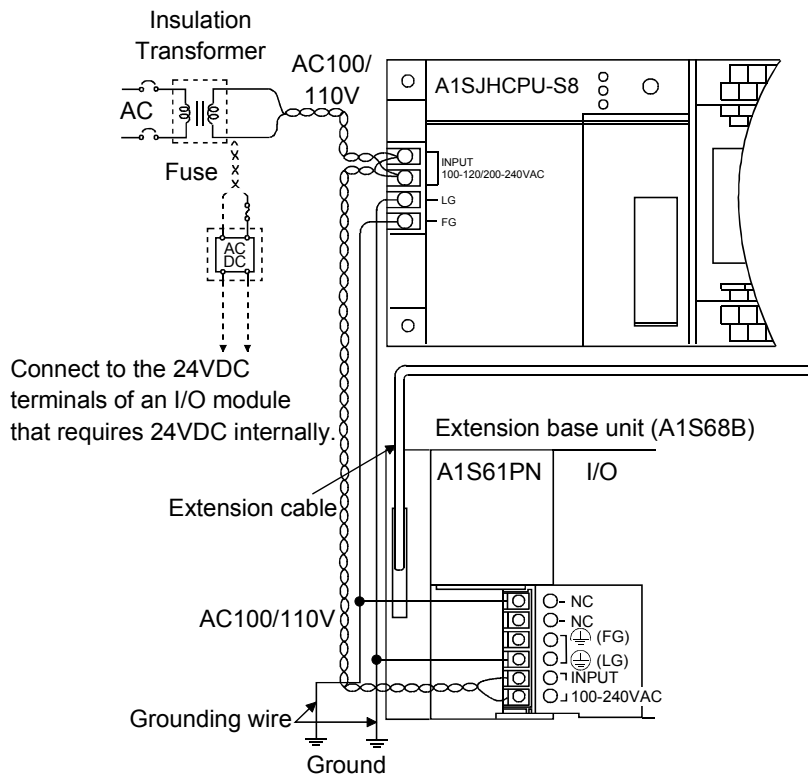 Insulation
Transformer
AC100/
110V
AC
Fuse
AC
DC
Connect to the 24VDC
terminals of an I/O module
that requires 24VDC internally.
A1SJHCPU-S8
INPUT
100-120/200-240VAC
LG
FG
Extension base unit (A1S68B)
A1S61PN
I/O
Extension cable
AC100/110V
NC
NC
(FG)
(LG)
INPUT
100-240VAC
Grounding wire
Ground